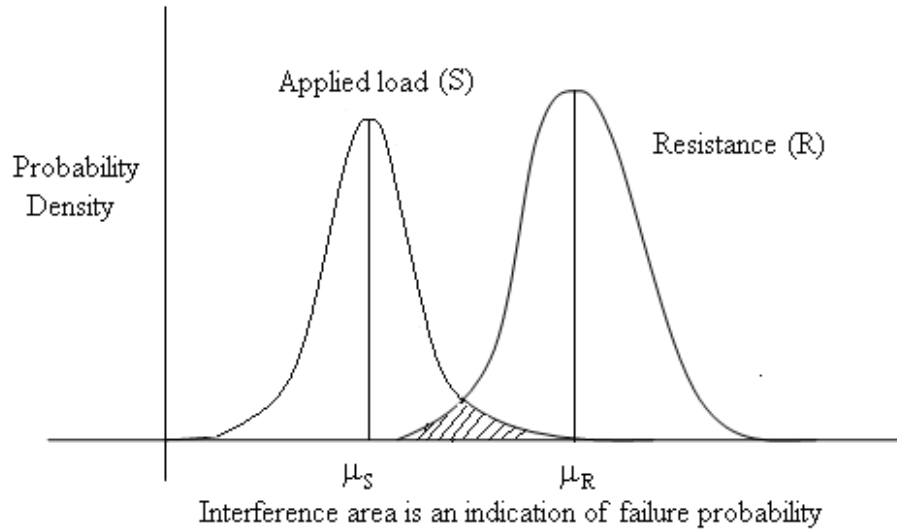 Applied load (S)
Resistance (R)
Probability
Density
μS
μR
Interference area is an indication of failure probability